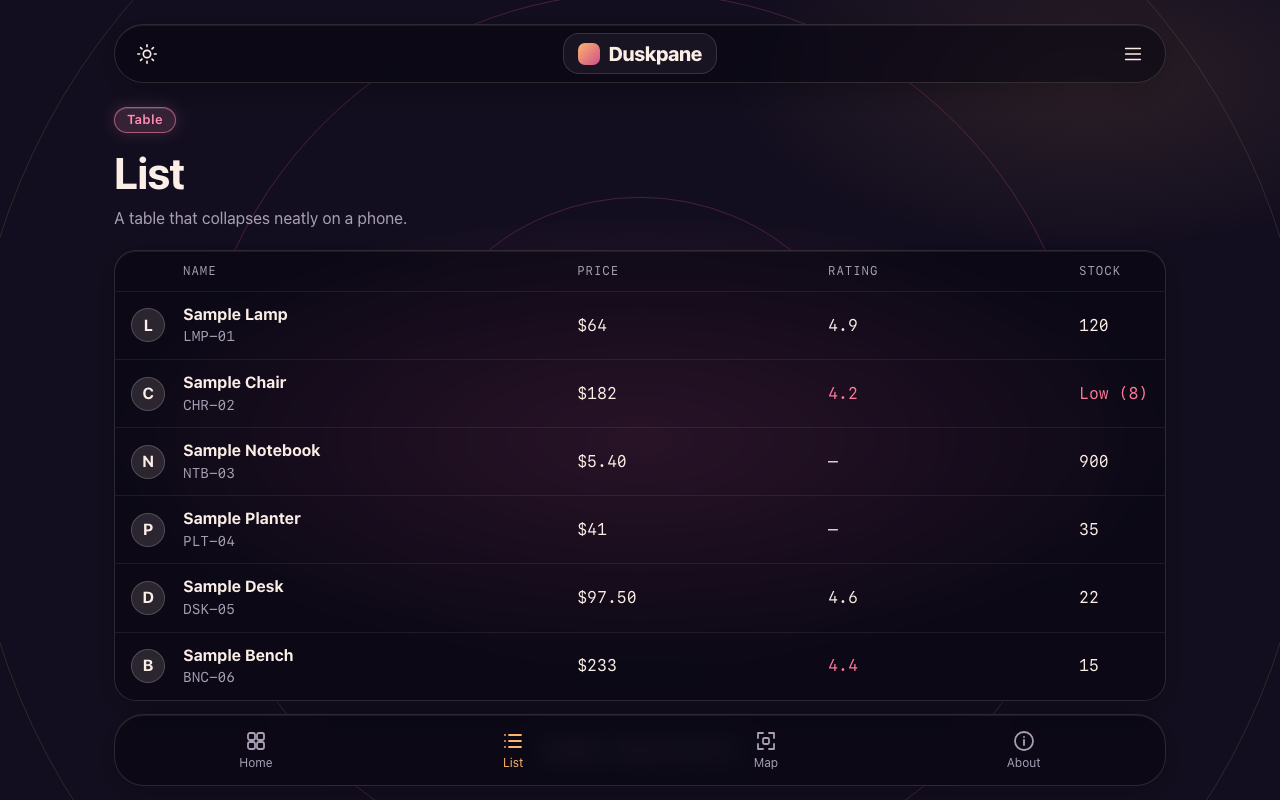 Duskpane
Table
List
A table that collapses neatly on a phone.
NAME PRICE RATING STOCK
L Sample Lamp $64 4.9 120
LMP-01
C Sample Chair $182 4.2 Low (8)
CHR-02
N Sample Notebook $5.40 — 900
NTB-03
P Sample Planter $41 — 35
PLT-04
D Sample Desk $97.50 4.6 22
DSK-05
B Sample Bench $233 4.4 15
BNC-06
Home List Map About